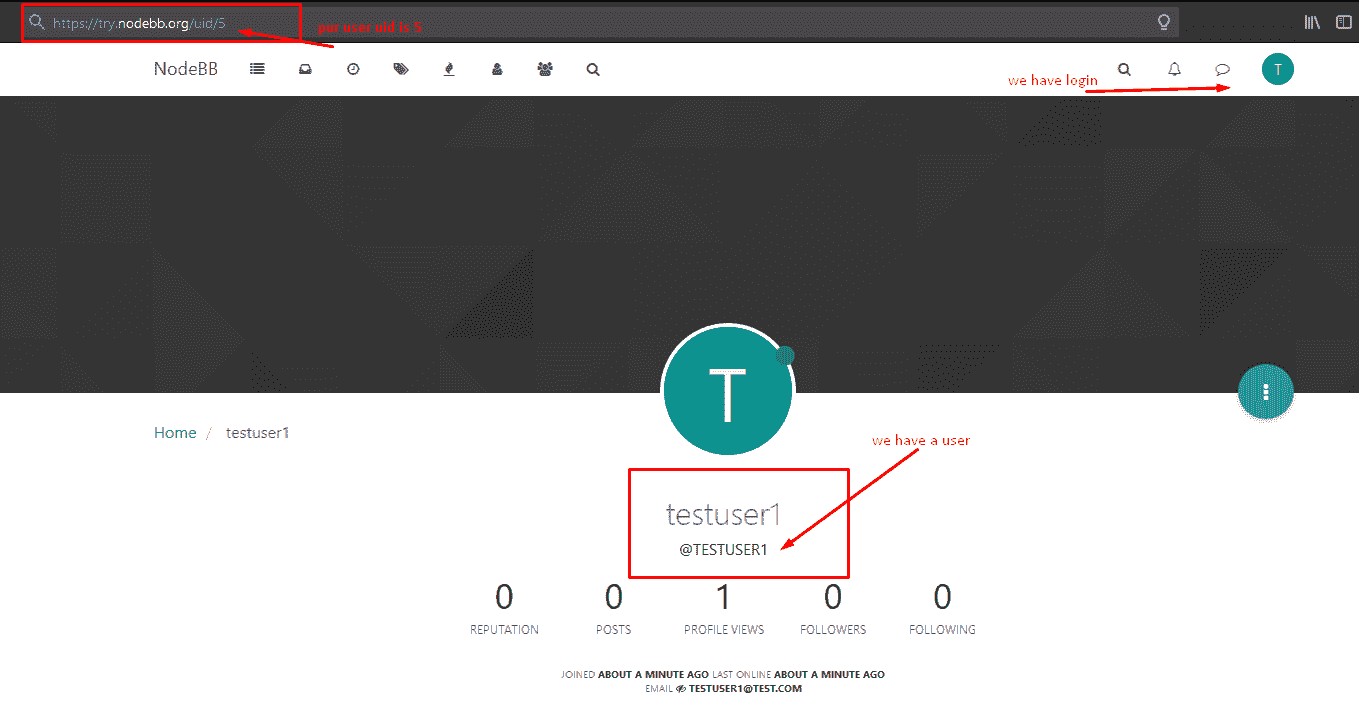 https://try.nodebb.org/uid/5
user uid is 5
NodeBB
we have login
T
T
Home / testuser1
we have a user
testuser1
@TESTUSER1
0 0 1 0 0
REPUTATION POSTS PROFILE VIEWS FOLLOWERS FOLLOWING
JOINED ABOUT A MINUTE AGO LAST ONLINE ABOUT A MINUTE AGO
EMAIL TESTUSER1@TEST.COM